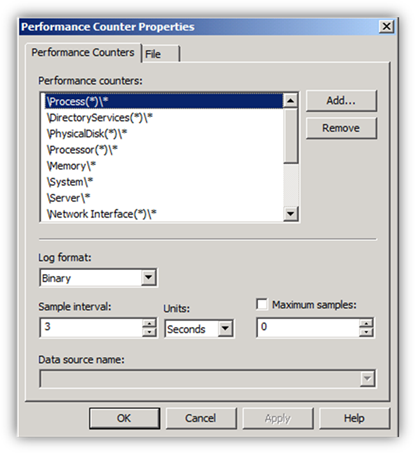 Performance Counter Properties
Performance Counters File
Performance counters:
\Process(*)\*
\DirectoryServices(*)\*
\PhysicalDisk(*)\*
\Processor(*)\*
\Memory\*
\System\*
\Server\*
\Network Interface(*)\*
Add...
Remove
Log format:
Binary
Sample interval:
3
Units:
Seconds
Maximum samples:
0
Data source name:
OK Cancel Apply Help